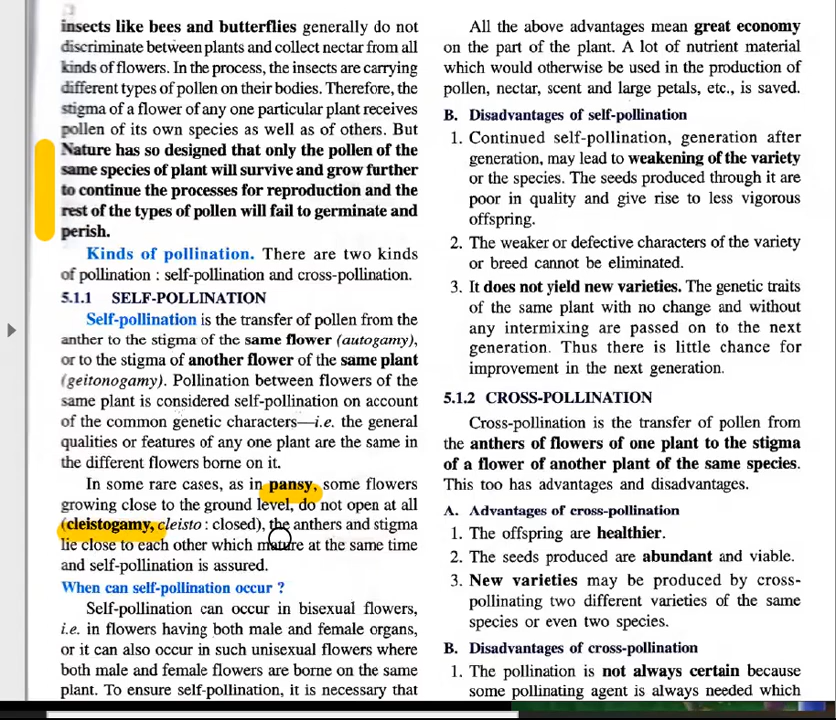 insects like bees and butterflies generally do not
discriminate between plants and collect nectar from all
kinds of flowers. In the process, the insects are carrying
different types of pollen on their bodies. Therefore, the
stigma of a flower of any one particular plant receives
pollen of its own species as well as of others. But
Nature has so designed that only the pollen of the
same species of plant will survive and grow further
to continue the processes for reproduction and the
rest of the types of pollen will fail to germinate and
perish.
Kinds of pollination. There are two kinds
of pollination : self-pollination and cross-pollination.
5.1.1 SELF-POLLINATION
Self-pollination is the transfer of pollen from the
anther to the stigma of the same flower (autogamy),
or to the stigma of another flower of the same plant
(geitonogamy). Pollination between flowers of the
same plant is considered self-pollination on account
of the common genetic characters—i.e. the general
qualities or features of any one plant are the same in
the different flowers borne on it.
In some rare cases, as in pansy, some flowers
growing close to the ground level, do not open at all
(cleistogamy, cleisto : closed), the anthers and stigma
lie close to each other which mature at the same time
and self-pollination is assured.
When can self-pollination occur ?
Self-pollination can occur in bisexual flowers,
i.e. in flowers having both male and female organs,
or it can also occur in such unisexual flowers where
both male and female flowers are borne on the same
plant. To ensure self-pollination, it is necessary that
All the above advantages mean great economy
on the part of the plant. A lot of nutrient material
which would otherwise be used in the production of
pollen, nectar, scent and large petals, etc., is saved.
B. Disadvantages of self-pollination
1. Continued self-pollination, generation after
generation, may lead to weakening of the variety
or the species. The seeds produced through it are
poor in quality and give rise to less vigorous
offspring.
2. The weaker or defective characters of the variety
or breed cannot be eliminated.
3. It does not yield new varieties. The genetic traits
of the same plant with no change and without
any intermixing are passed on to the next
generation. Thus there is little chance for
improvement in the next generation.
5.1.2 CROSS-POLLINATION
Cross-pollination is the transfer of pollen from
the anthers of flowers of one plant to the stigma
of a flower of another plant of the same species.
This too has advantages and disadvantages.
A. Advantages of cross-pollination
1. The offspring are healthier.
2. The seeds produced are abundant and viable.
3. New varieties may be produced by cross-
pollinating two different varieties of the same
species or even two species.
B. Disadvantages of cross-pollination
1. The pollination is not always certain because
some pollinating agent is always needed which